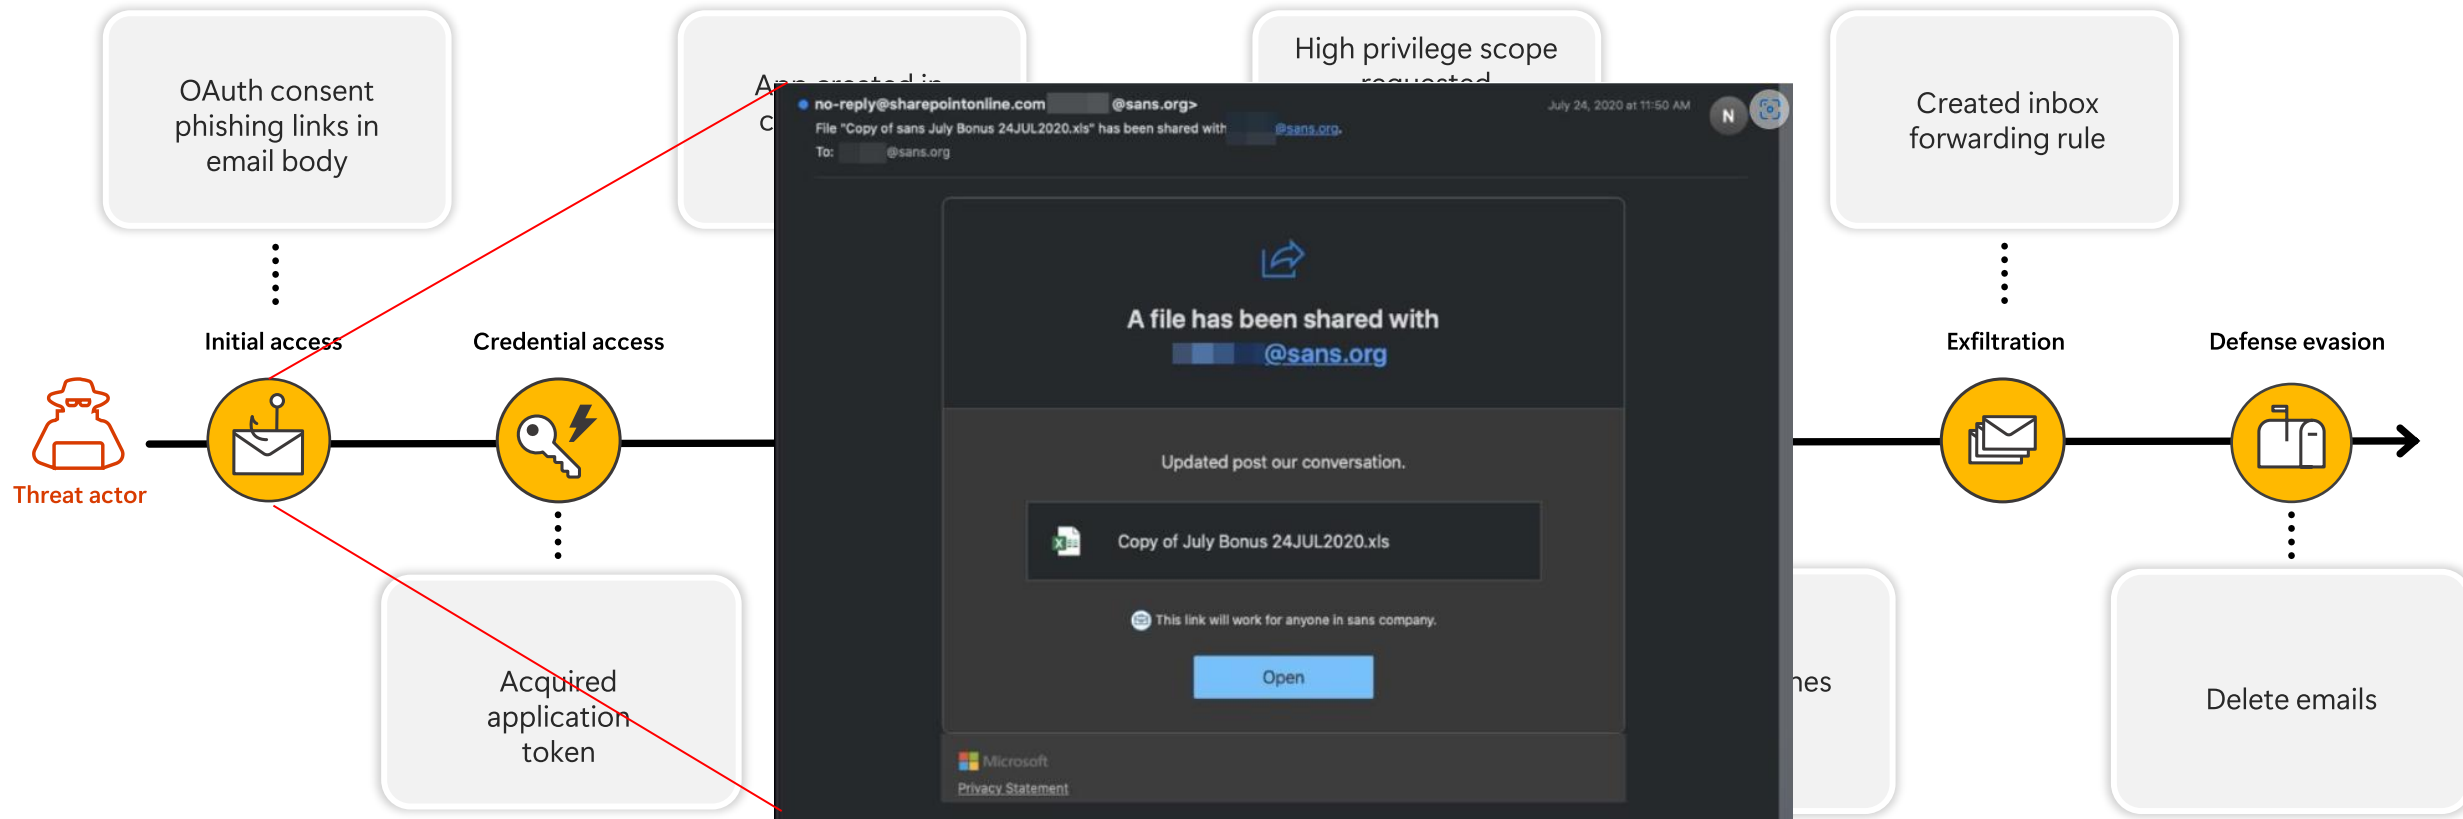 OAuth consent
phishing links in
email body
High privilege scope
requested
Created inbox
forwarding rule
no-reply@sharepointonline.com @sans.org>
July 24, 2020 at 11:50 AM
N
File "Copy of sans July Bonus 24JUL2020.xls" has been shared with @sans.org.
To: @sans.org
A file has been shared with
@sans.org
Updated post our conversation.
Copy of July Bonus 24JUL2020.xls
This link will work for anyone in sans company.
Open
Microsoft
Privacy Statement
Initial access
Credential access
Exfiltration
Defense evasion
Threat actor
Acquired
application
token
Delete emails